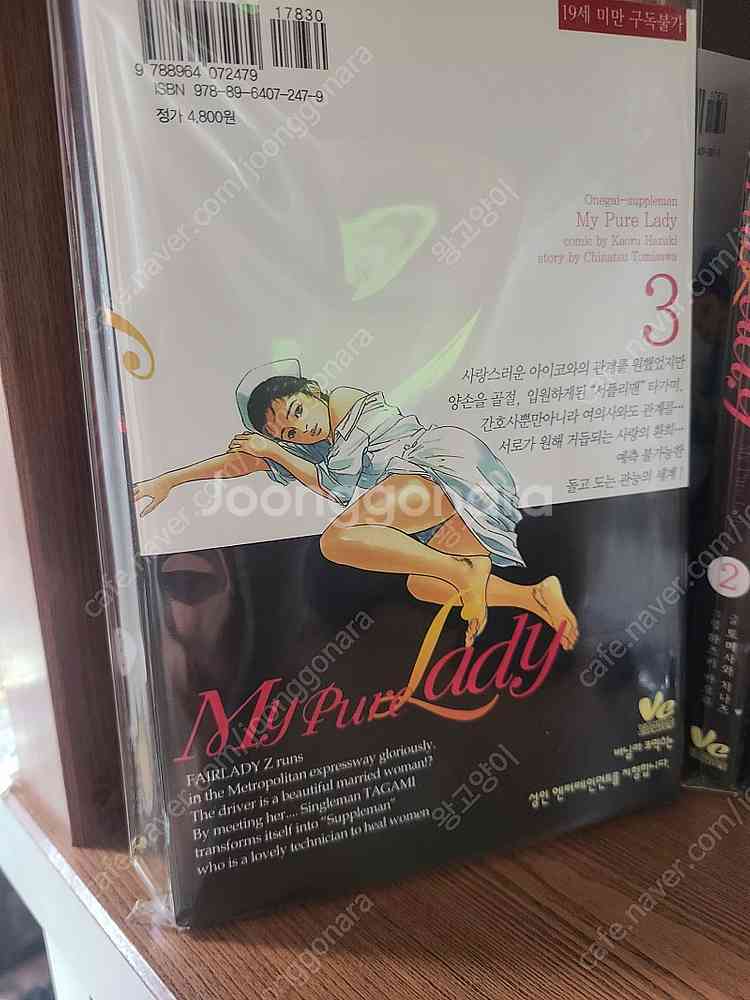 17830
19세 미만 구독불가
9 788964 072479
ISBN 978-89-6407-247-9
정가 4,800원
Onegai-suppleman
My Pure Lady
comic by Kaoru Hazuki
story by Chinatsu Tomisawa
3
사랑스러운 아이코와의 관계를 원했었지만
양손을 골절, 입원하게된 "서플리맨" 타가미.
간호사뿐만아니라 여의사와도 관계를...
서로가 원해 거듭되는 사랑의 환희...
예측 불가능한
돌고 도는 관능의 세계!
My Pure Lady
FAIRLADY Z runs
in the Metropolitan expressway gloriously.
The driver is a beautiful married woman!?
By meeting her.... Singleman TAGAMI
transforms itself into "Suppleman"
who is a lovely technician to heal women
성인 엔터테인먼트를 지향합니다.
2
Joonggonara
왕고양이
cafe.naver.com/joonggonara